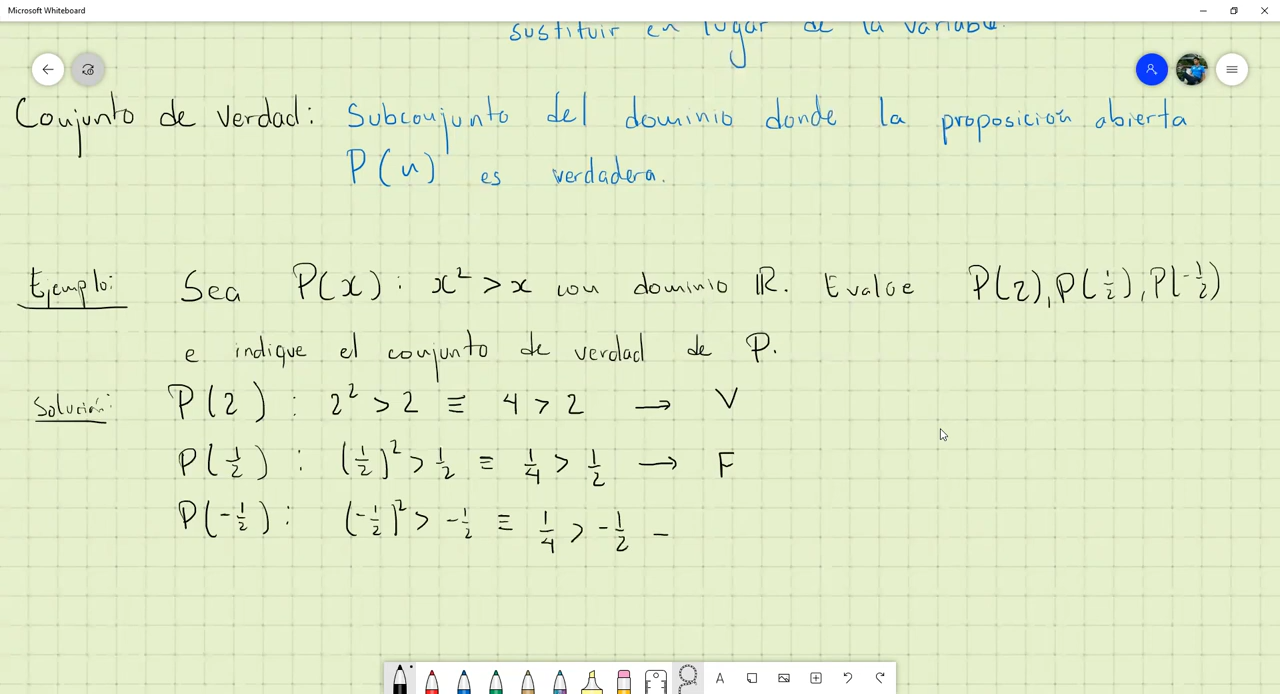 Microsoft Whiteboard
sustituir en lugar de la variable.
Conjunto de verdad: Subconjunto del dominio donde la proposición abierta
P(u) es verdadera.
Ejemplo: Sea P(x): x² > x con dominio ℝ. Evalúe P(2), P(1/2), P(-1/2)
e indique el conjunto de verdad de P.
Solución: P(2): 2² > 2 ≡ 4 > 2 → V
P(1/2): (1/2)² > 1/2 ≡ 1/4 > 1/2 → F
P(-1/2): (-1/2)² > -1/2 ≡ 1/4 > -1/2 –